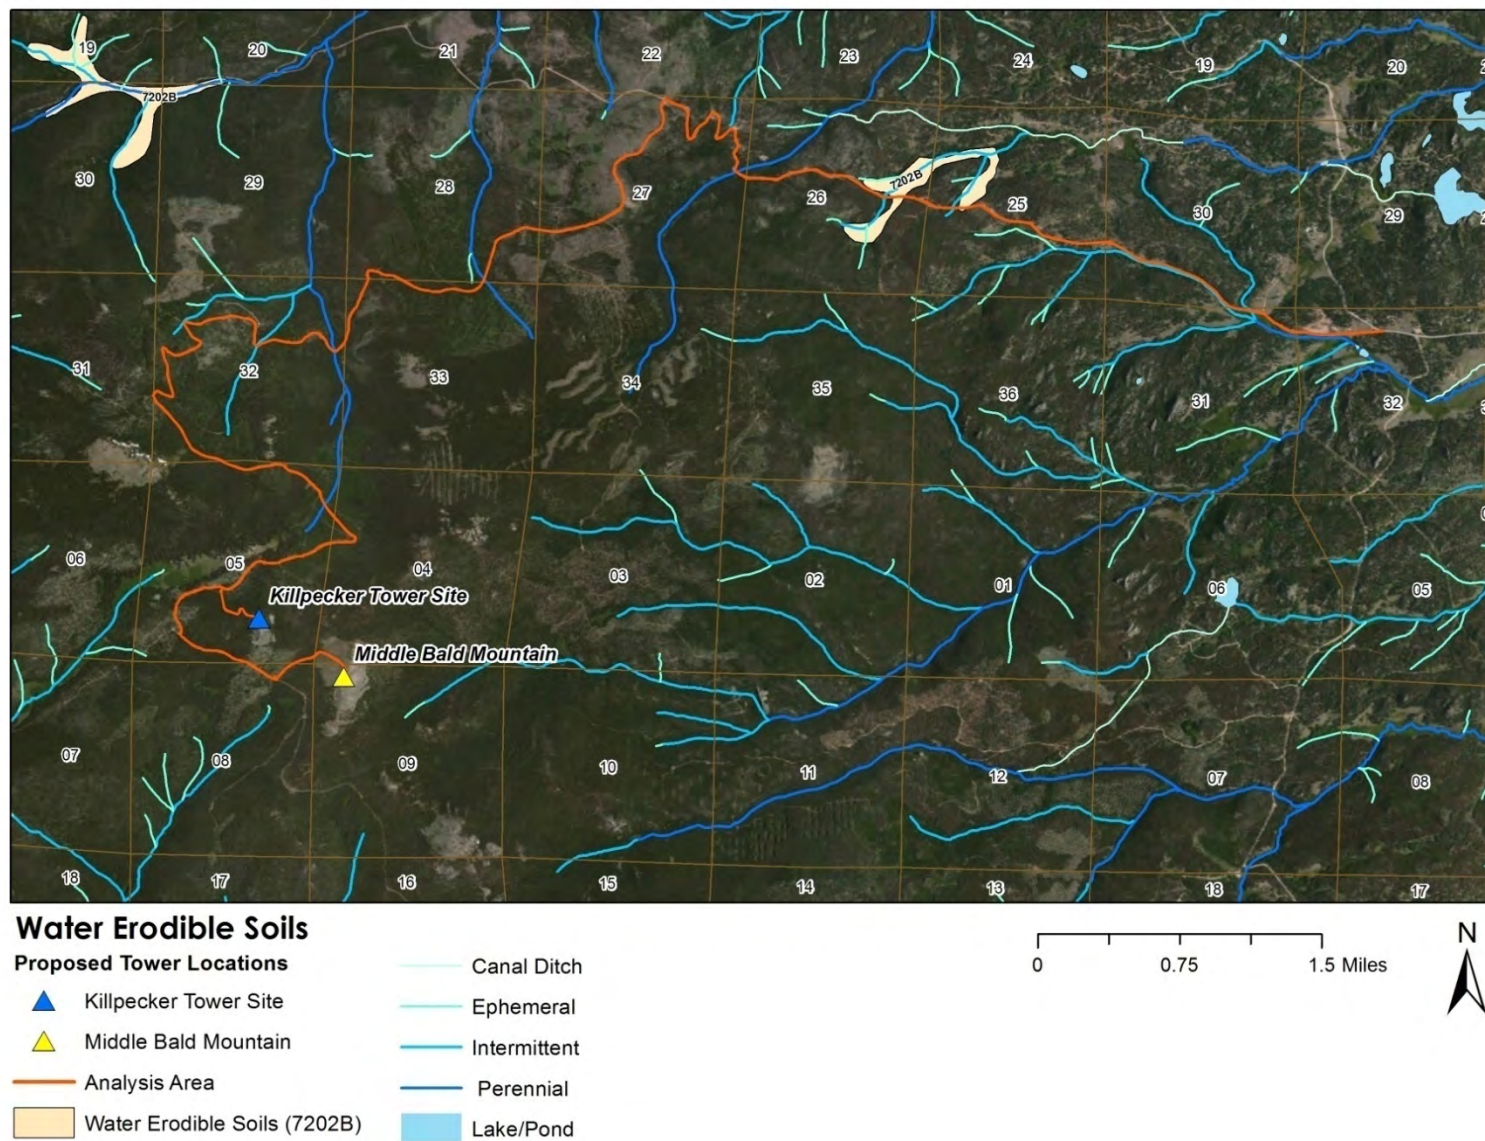 19 20 21 22 23 24 19 20
7202B
30 29 28 27 26 7202B 25 30 29
31 32 33 34 35 36 31 32
06 05 04 03 02 01 06 05
Killpecker Tower Site
Middle Bald Mountain
07 08 09 10 11 12 07 08
18 17 16 15 14 13 18 17
Water Erodible Soils
Proposed Tower Locations
Killpecker Tower Site
Middle Bald Mountain
Analysis Area
Water Erodible Soils (7202B)
Canal Ditch
Ephemeral
Intermittent
Perennial
Lake/Pond
0 0.75 1.5 Miles
N